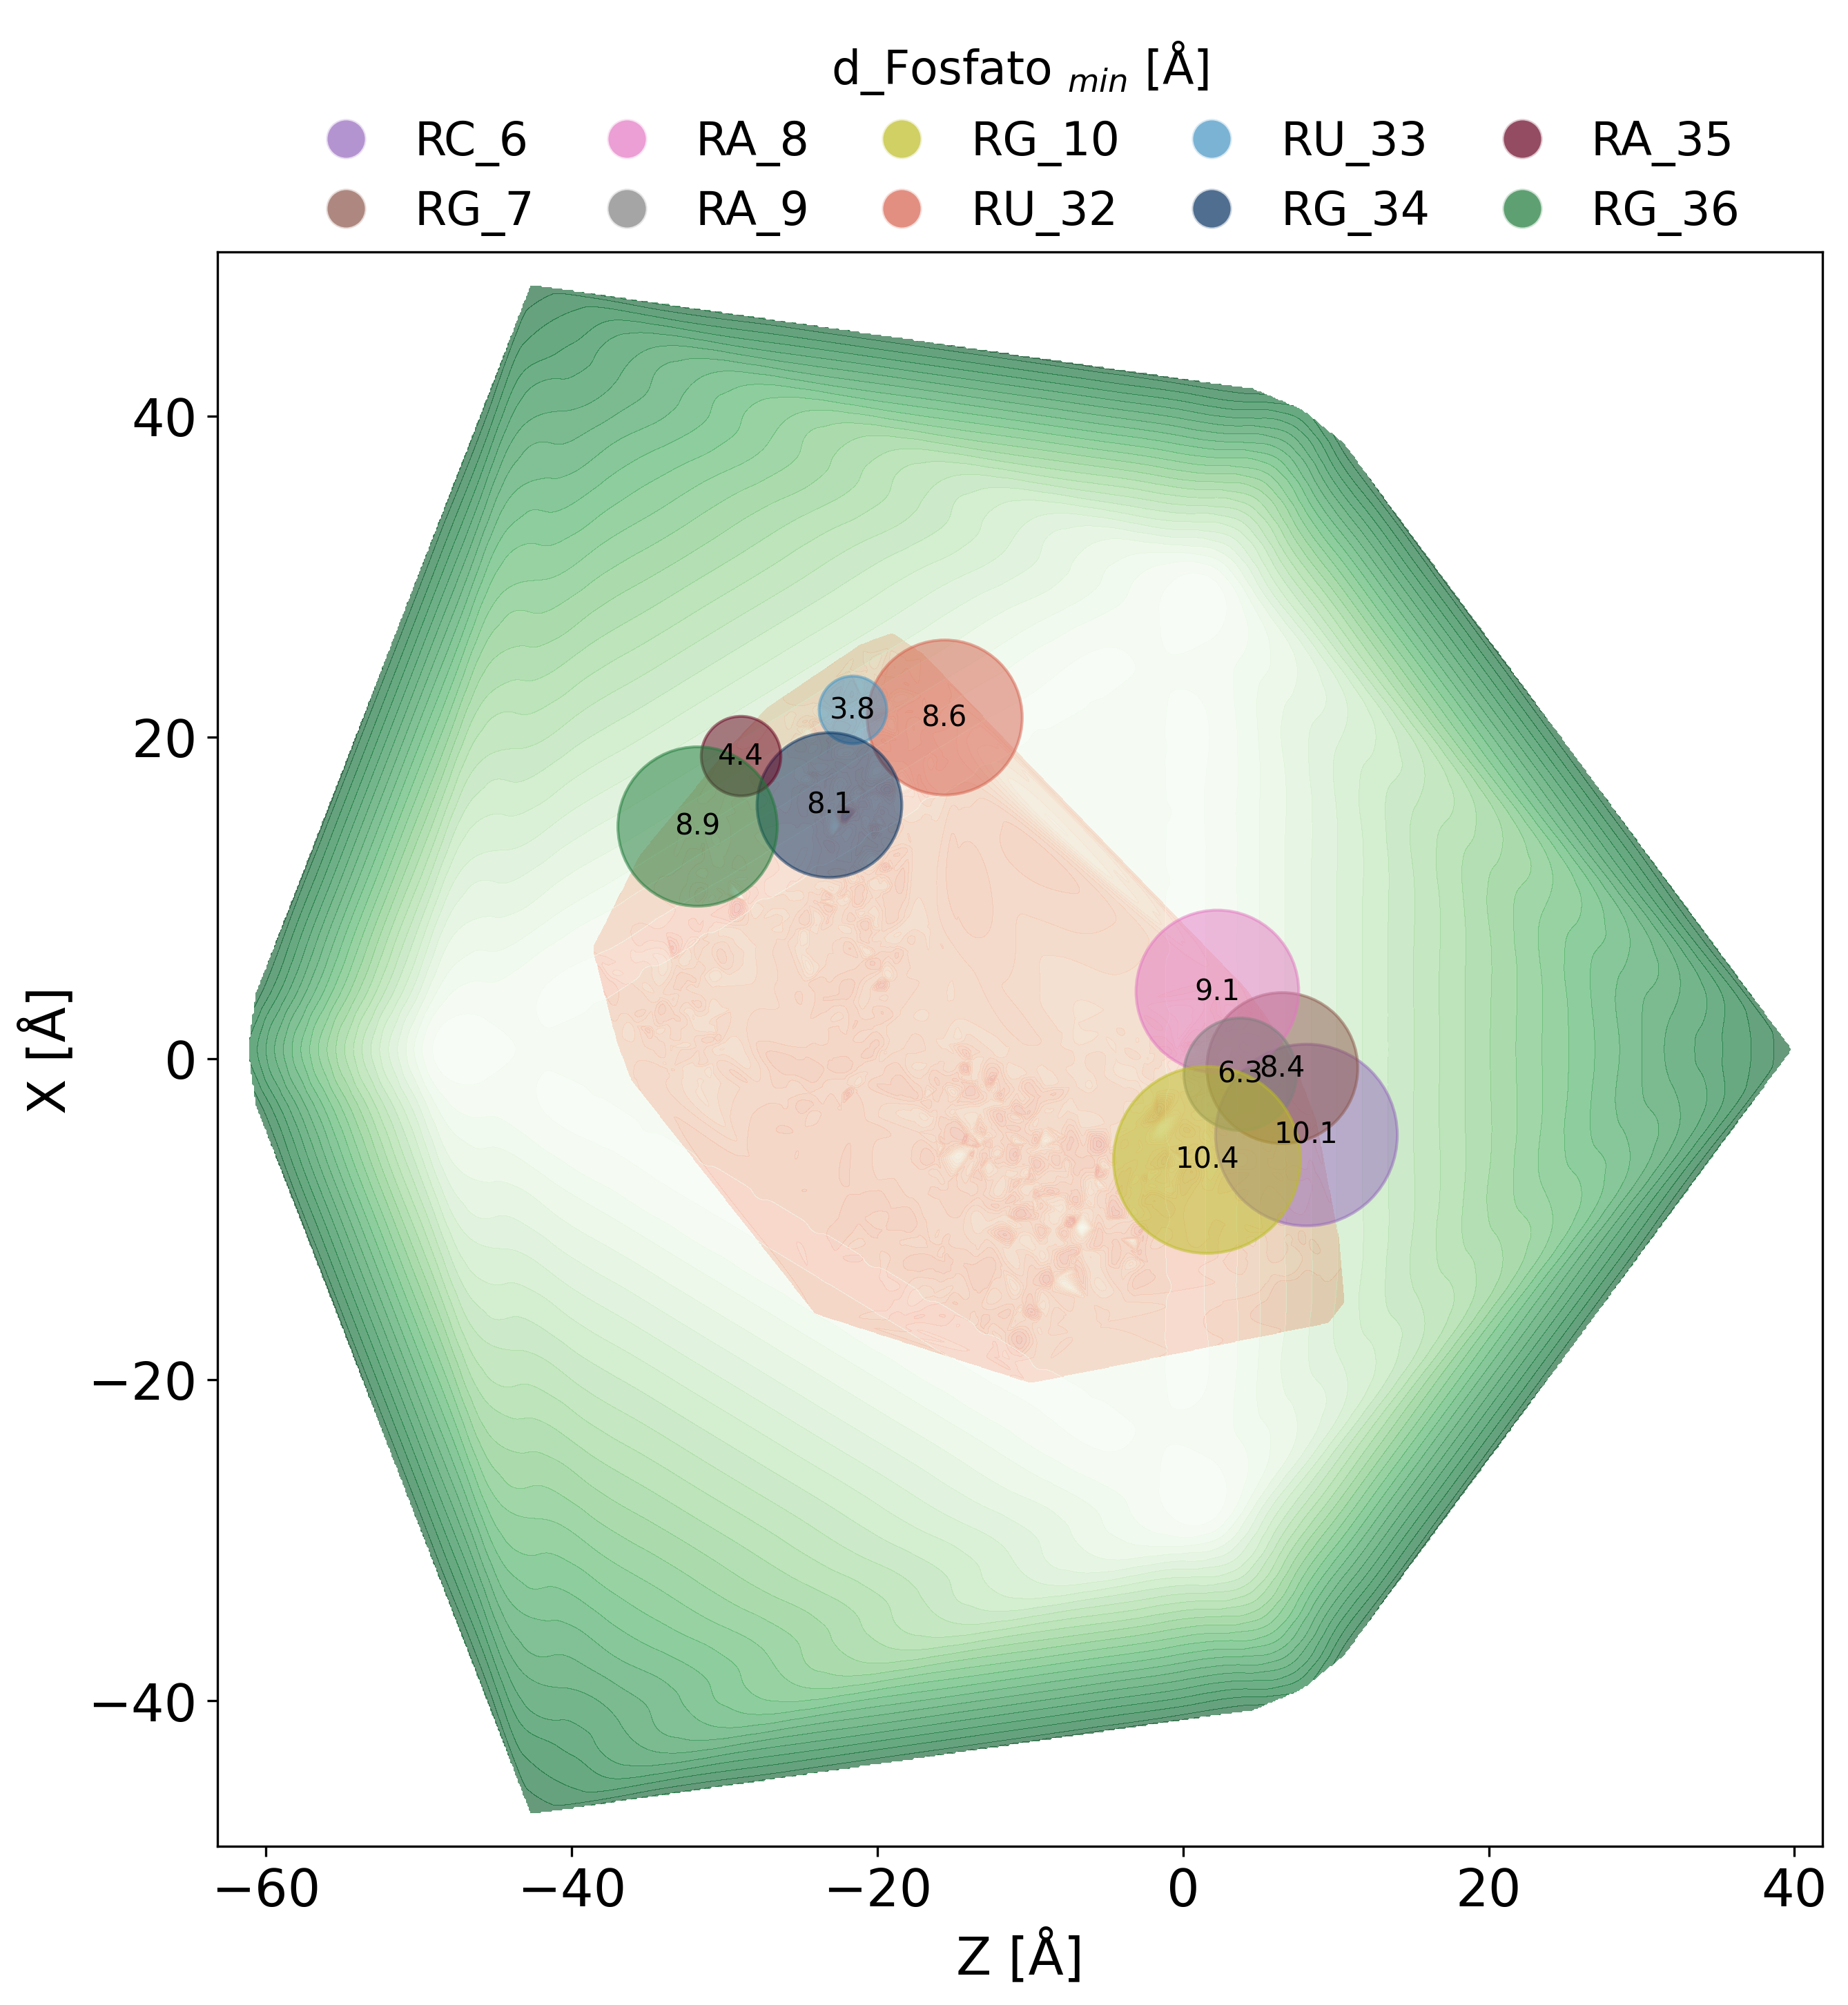 d_Fosfato min [Å]
RC_6 RA_8 RG_10 RU_33 RA_35
RG_7 RA_9 RU_32 RG_34 RG_36
40
20
0
−20
−40
X [Å]
3.8
8.6
4.4
8.1
8.9
9.1
6.3
8.4
10.1
10.4
−60 −40 −20 0 20 40
Z [Å]